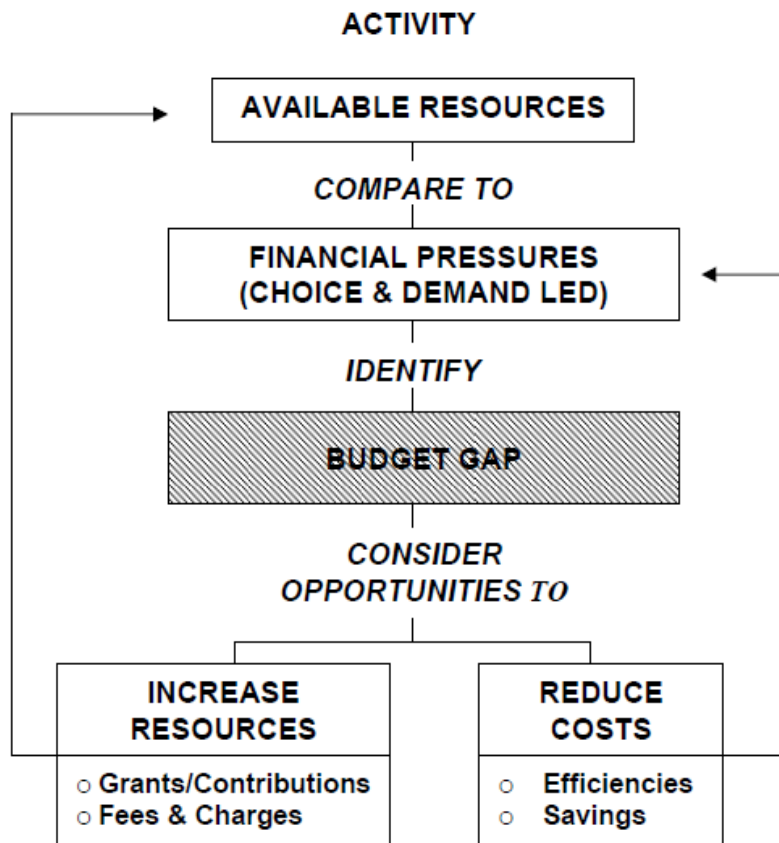 ACTIVITY
AVAILABLE RESOURCES
COMPARE TO
FINANCIAL PRESSURES
(CHOICE & DEMAND LED)
IDENTIFY
BUDGET GAP
CONSIDER
OPPORTUNITIES TO
INCREASE
RESOURCES
○ Grants/Contributions
○ Fees & Charges
REDUCE
COSTS
○ Efficiencies
○ Savings